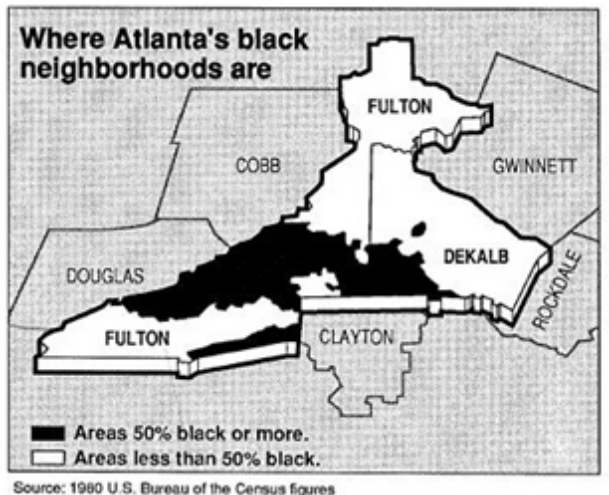 Where Atlanta's black
neighborhoods are
FULTON
COBB
GWINNETT
DOUGLAS
DEKALB
ROCKDALE
FULTON
CLAYTON
Areas 50% black or more.
Areas less than 50% black.
Source: 1980 U.S. Bureau of the Census figures